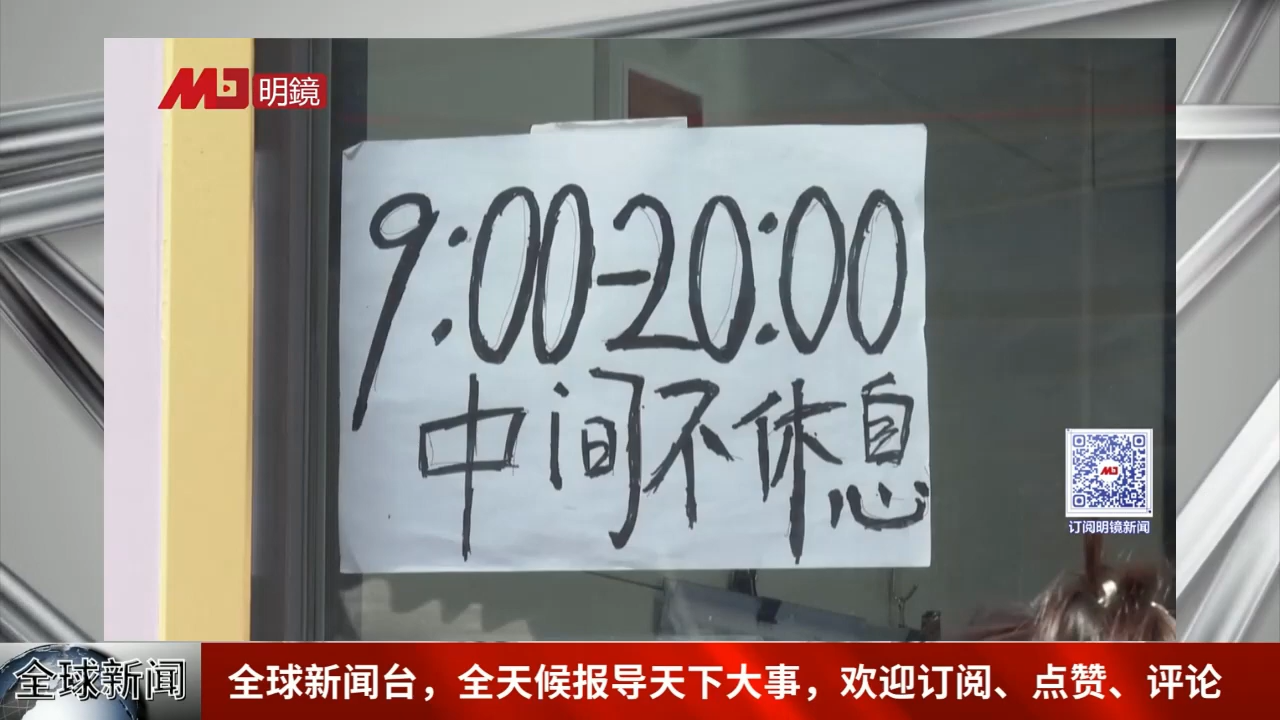 明鏡
9:00-20:00
中间不休息
订阅明镜新闻
全球新闻
全球新闻台，全天候报导天下大事，欢迎订阅、点赞、评论